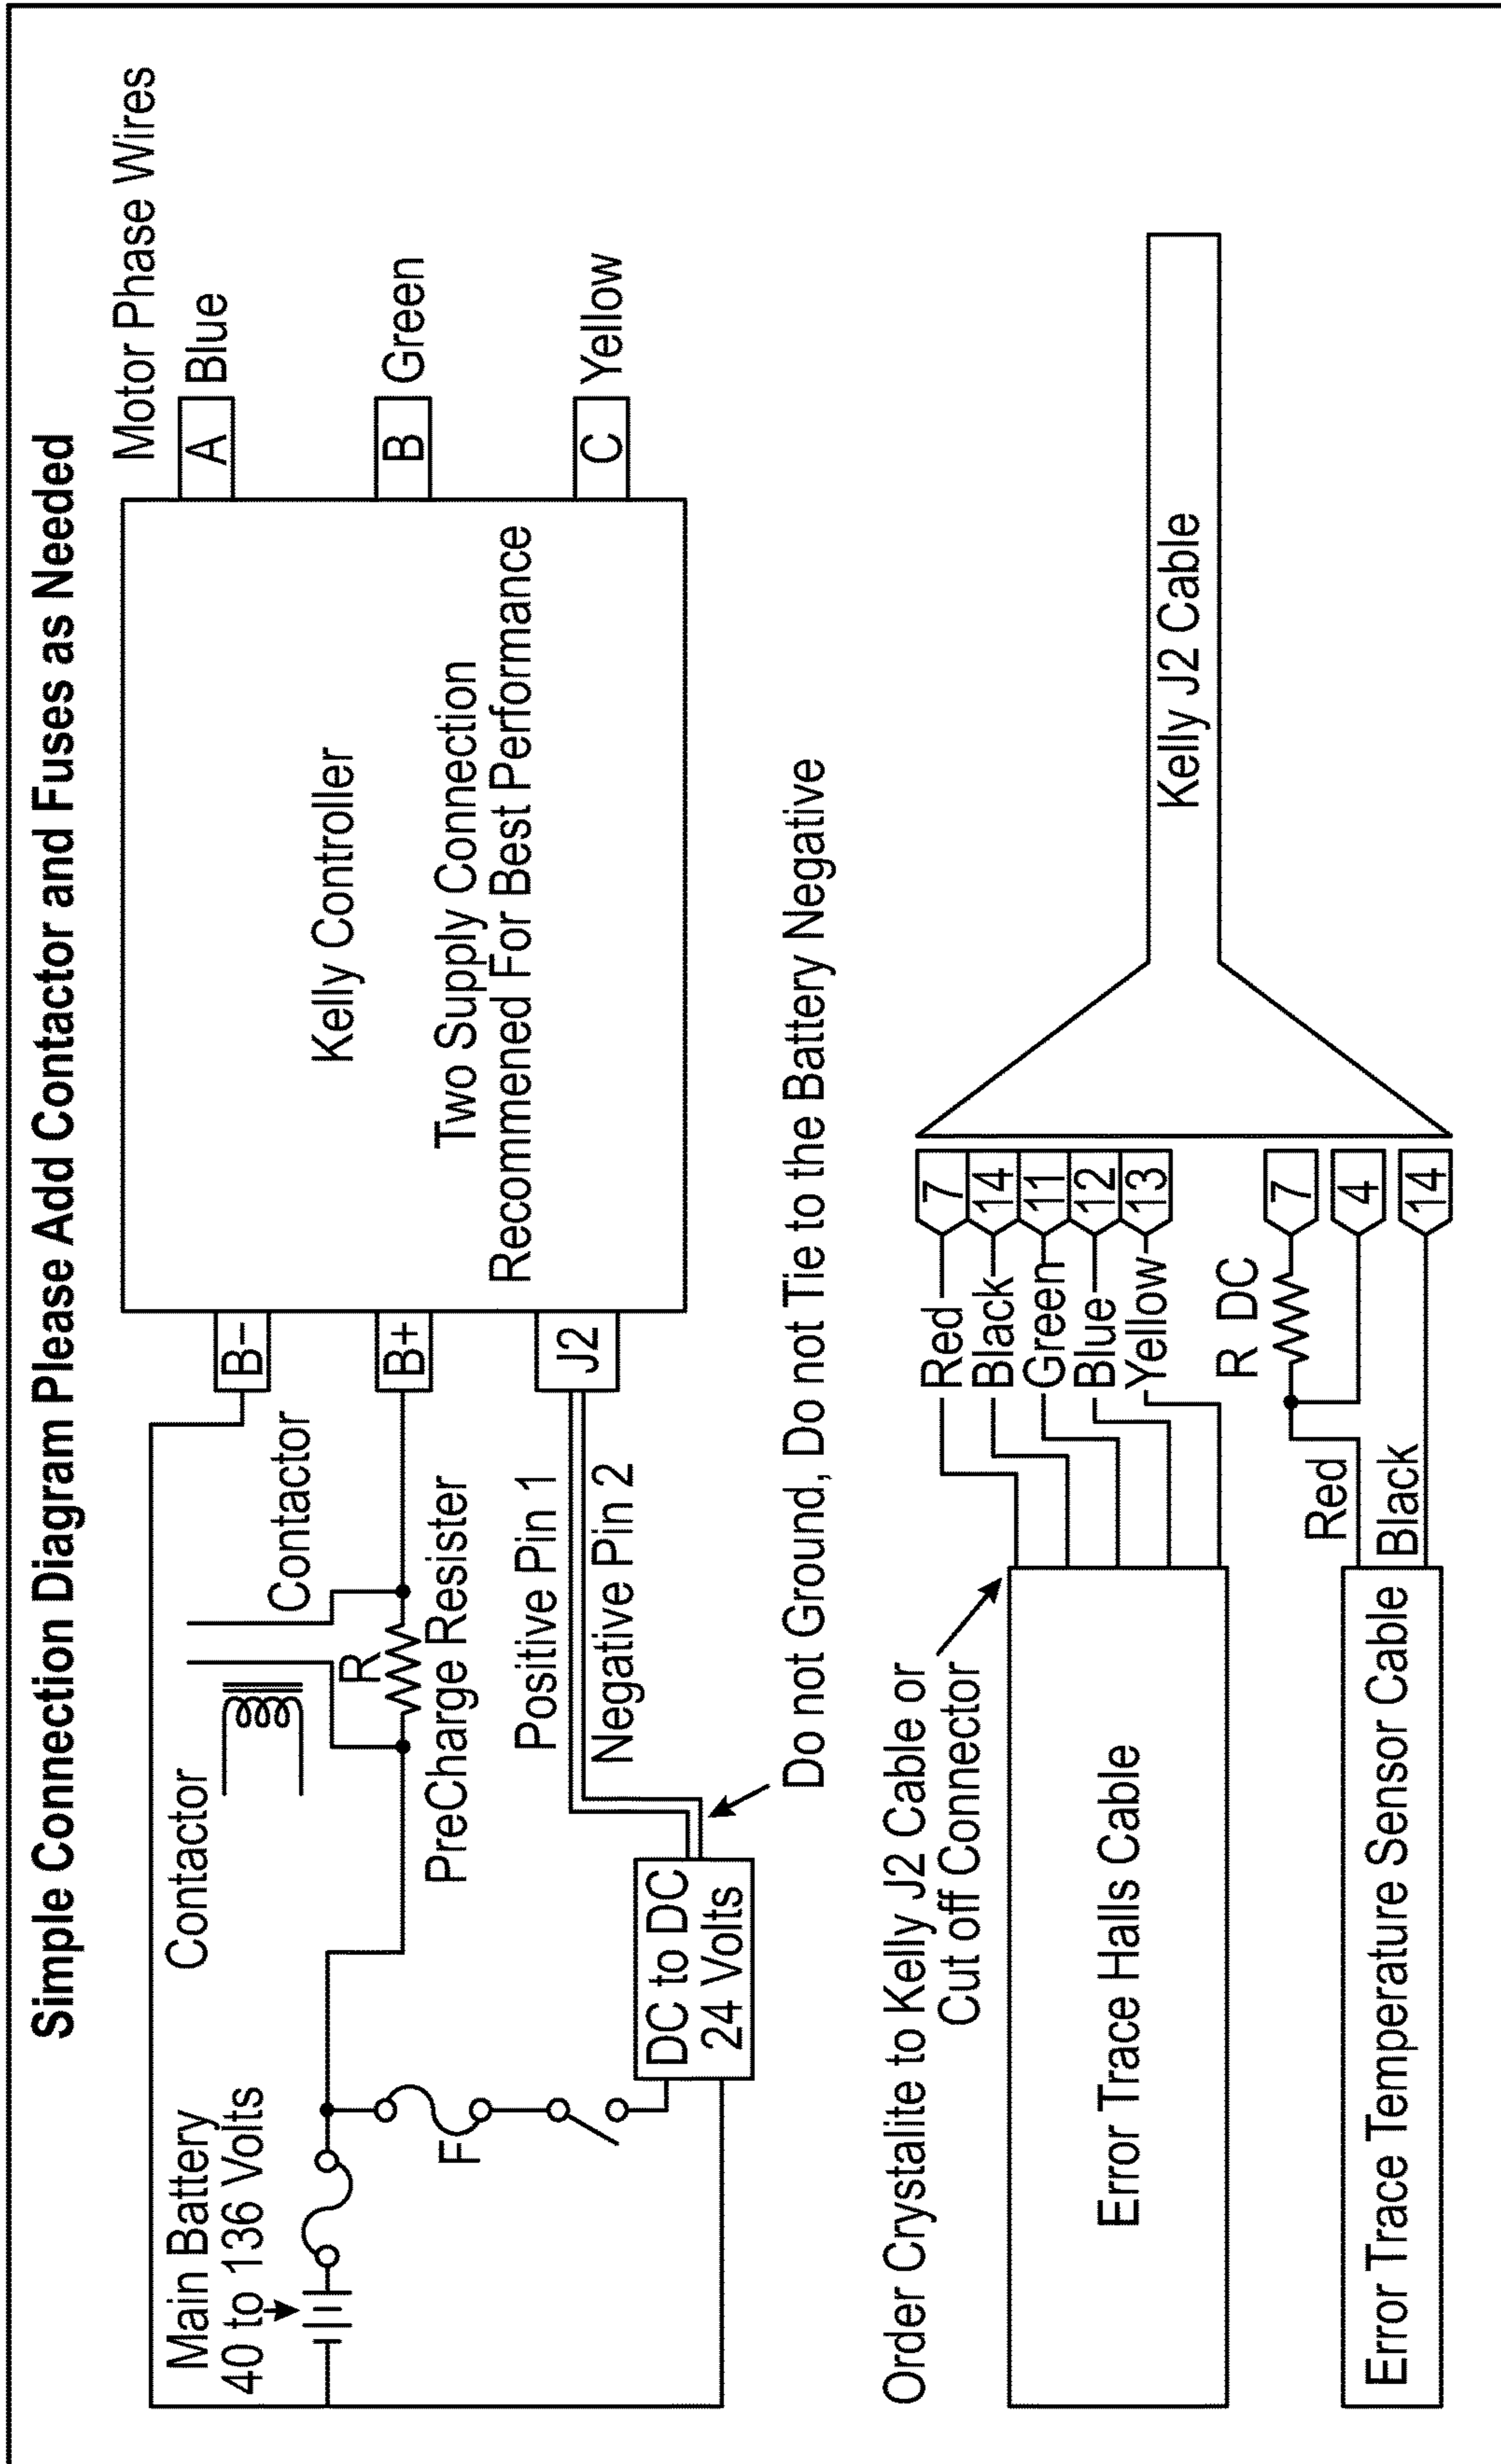 Simple Connection Diagram Please Add Contactor and Fuses as Needed
Main Battery
40 to 136 Volts
Contactor
Contactor
R
PreCharge Resister
F
DC to DC
24 Volts
Positive Pin 1
Negative Pin 2
B-
B+
J2
Kelly Controller
Two Supply Connection
Recommened For Best Performance
Motor Phase Wires
A
Blue
B
Green
C
Yellow
Do not Ground, Do not Tie to the Battery Negative
Order Crystalite to Kelly J2 Cable or
Cut off Connector
Error Trace Halls Cable
Red
7
Black
14
Green
11
Blue
12
Yellow
13
Kelly J2 Cable
R DC
7
4
14
Red
Black
Error Trace Temperature Sensor Cable